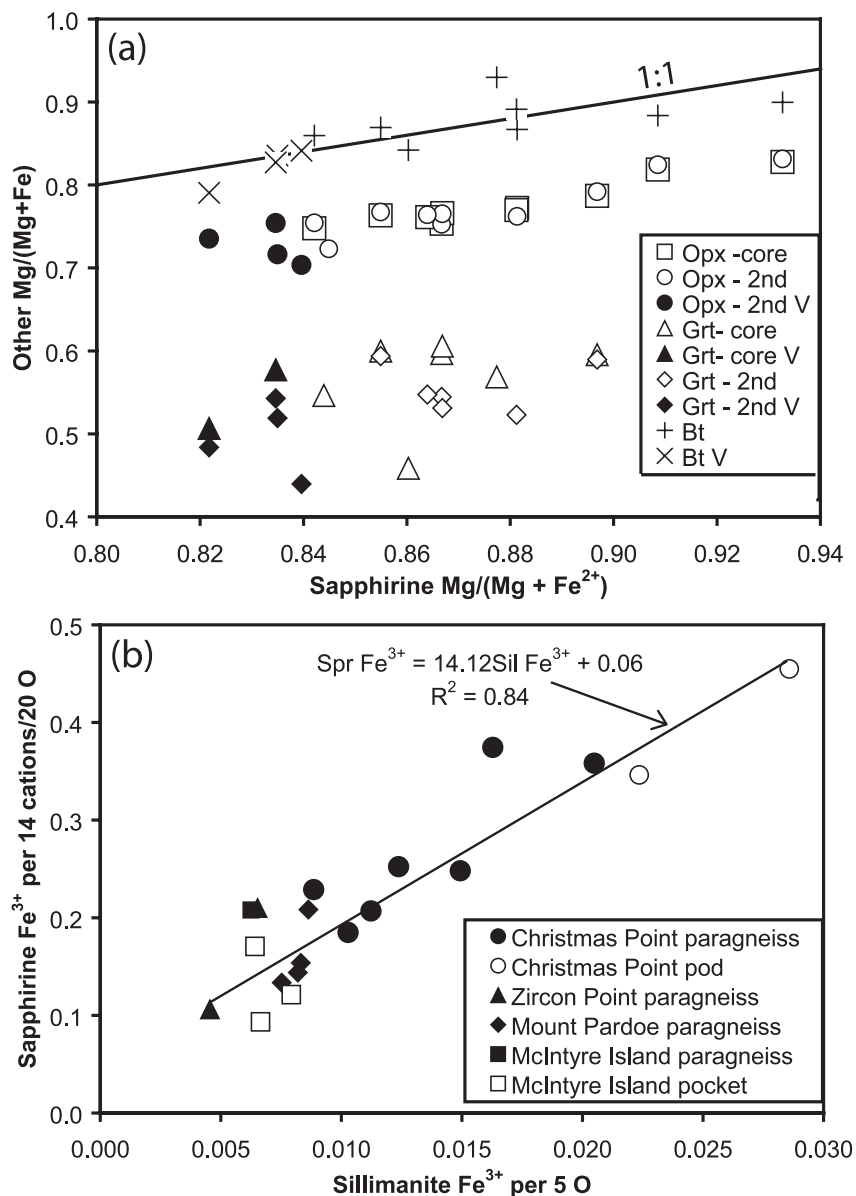 (a)
1:1
1.0
0.9
0.8
0.7
0.6
0.5
0.4
Other Mg/(Mg+Fe)
Opx -core
Opx - 2nd
Opx - 2nd V
Grt- core
Grt- core V
Grt - 2nd
Grt - 2nd V
Bt
Bt V
0.80 0.82 0.84 0.86 0.88 0.90 0.92 0.94
Sapphirine Mg/(Mg + Fe²⁺)
(b)
0.5
0.4
0.3
0.2
0.1
0.0
Sapphirine Fe³⁺ per 14 cations/20 O
Spr Fe³⁺ = 14.12Sil Fe³⁺ + 0.06
R² = 0.84
Christmas Point paragneiss
Christmas Point pod
Zircon Point paragneiss
Mount Pardoe paragneiss
McIntyre Island paragneiss
McIntyre Island pocket
0.000 0.005 0.010 0.015 0.020 0.025 0.030
Sillimanite Fe³⁺ per 5 O